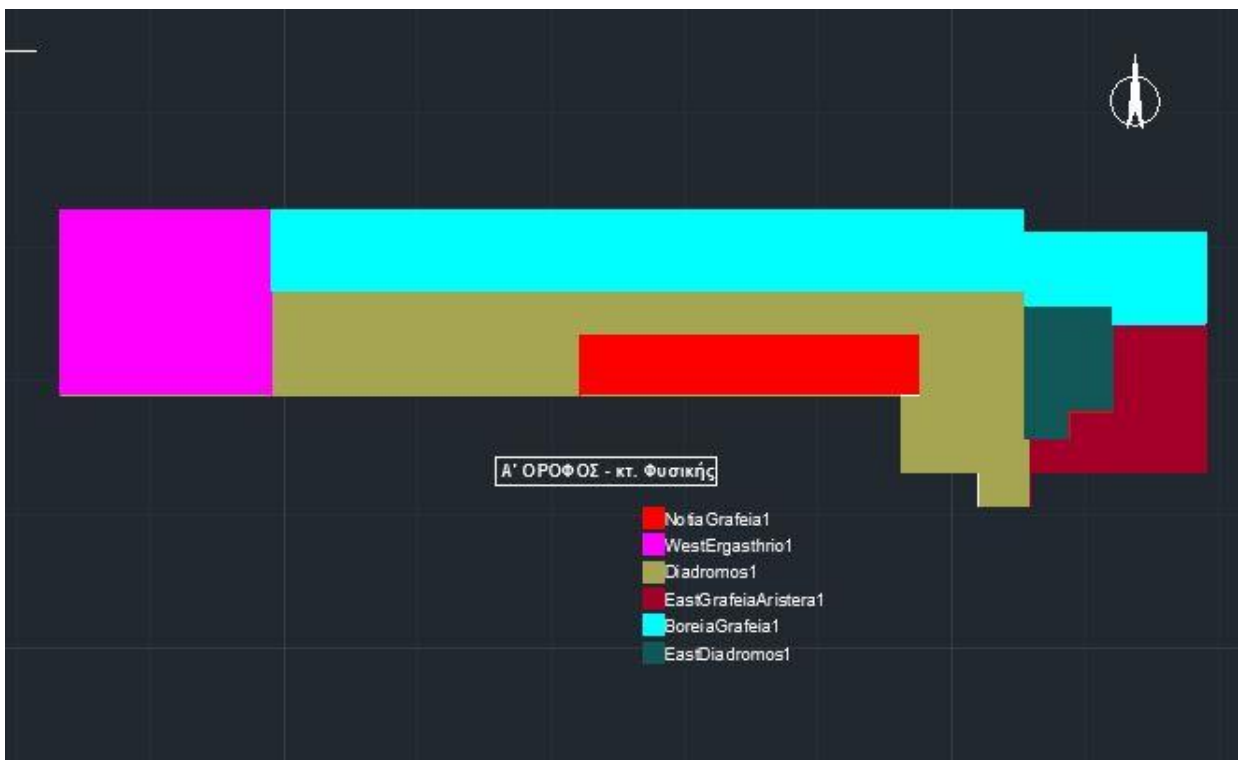 Α' ΟΡΟΦΟΣ - κτ. Φυσικής
NotiaGrafeia1
WestErgasthrio1
Diadromos1
EastGrafeiaAristera1
BoreiaGrafeia1
EastDiadromos1